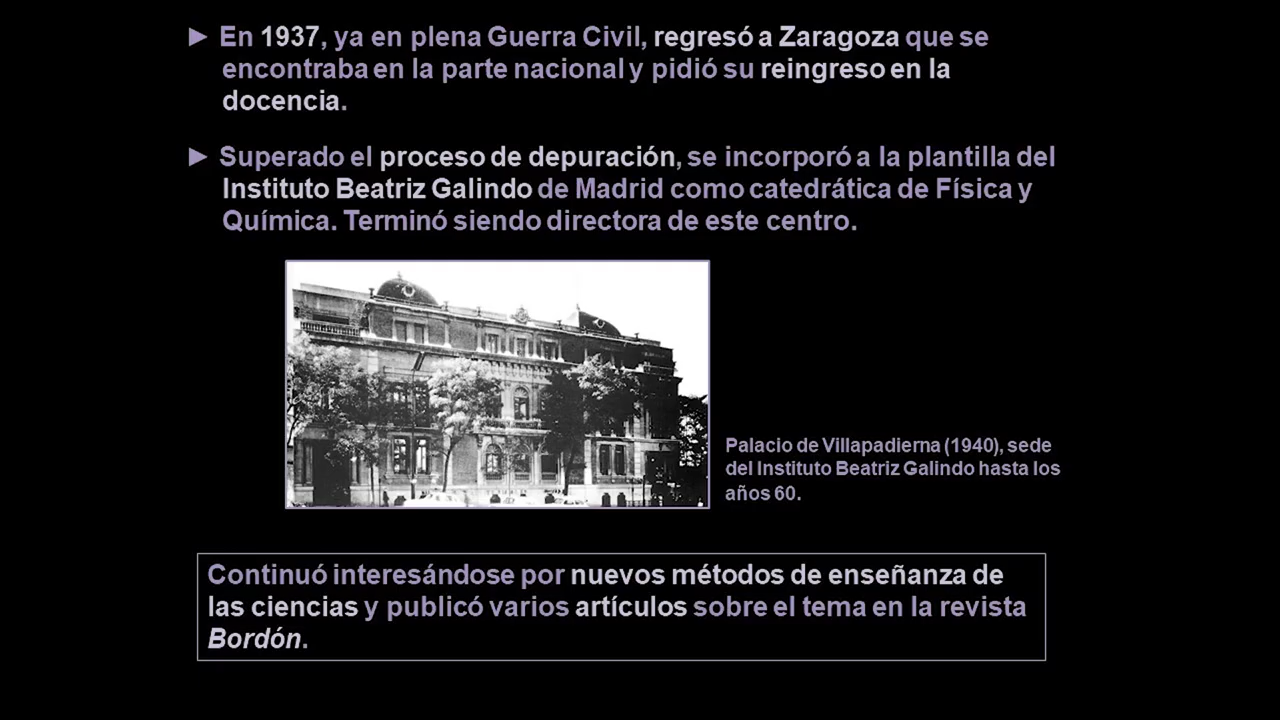 ► En 1937, ya en plena Guerra Civil, regresó a Zaragoza que se
encontraba en la parte nacional y pidió su reingreso en la
docencia.
► Superado el proceso de depuración, se incorporó a la plantilla del
Instituto Beatriz Galindo de Madrid como catedrática de Física y
Química. Terminó siendo directora de este centro.
Palacio de Villapadierna (1940), sede
del Instituto Beatriz Galindo hasta los
años 60.
Continuó interesándose por nuevos métodos de enseñanza de
las ciencias y publicó varios artículos sobre el tema en la revista
Bordón.